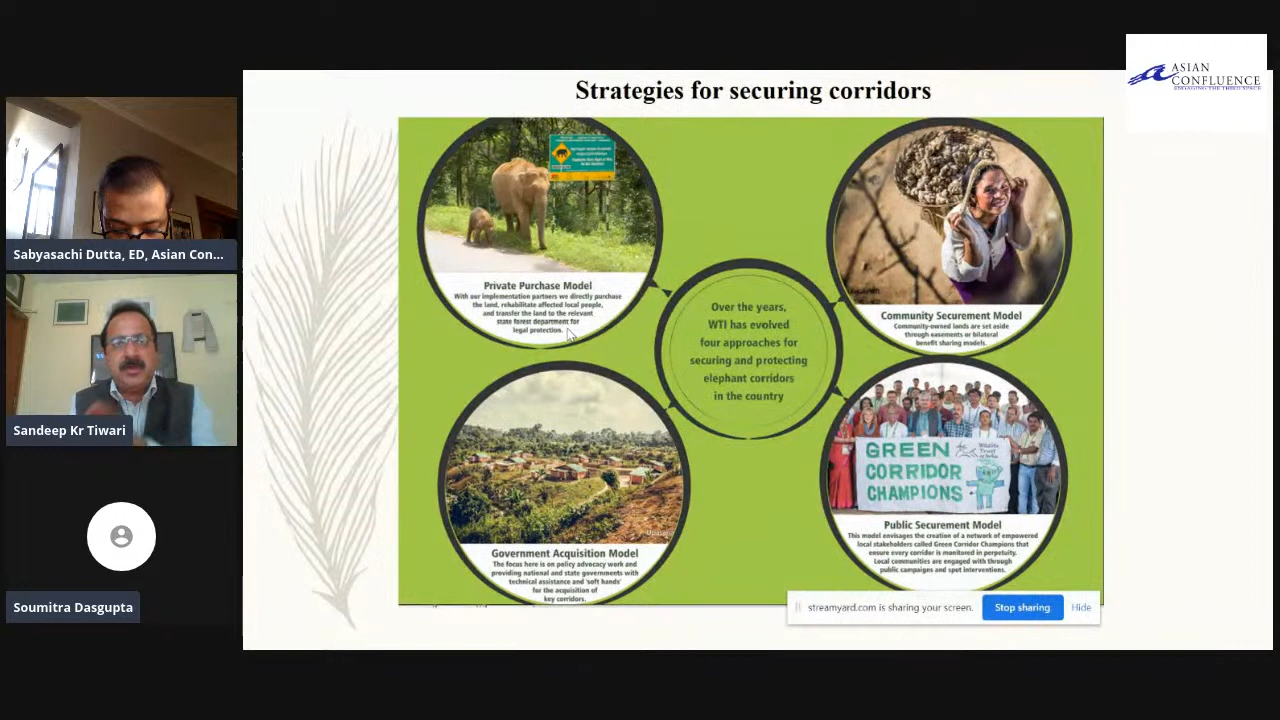 Strategies for securing corridors
ASIAN
CONFLUENCE
ENGAGING THE THIRD SPACE
Sabyasachi Dutta, ED, Asian Con...
Sandeep Kr Tiwari
Soumitra Dasgupta
Private Purchase Model
With our implementation partners we directly purchase
the land, rehabilitate affected local people,
and transfer the land to the relevant
state forest department for
legal protection.
Community Securement Model
Community-owned lands are set aside
through easements or bilateral
benefit sharing models.
Over the years,
WTI has evolved
four approaches for
securing and protecting
elephant corridors
in the country
Government Acquisition Model
The focus here is on policy advocacy work and
providing national and state governments with
technical assistance and 'soft hands'
for the acquisition of
key corridors.
GREEN
CORRIDOR
CHAMPIONS
Public Securement Model
This model envisages the creation of a network of empowered
local stakeholders called Green Corridor Champions that
ensure every corridor is monitored in perpetuity.
Local communities are engaged with through
public campaigns and spot interventions.
streamyard.com is sharing your screen.
Stop sharing
Hide